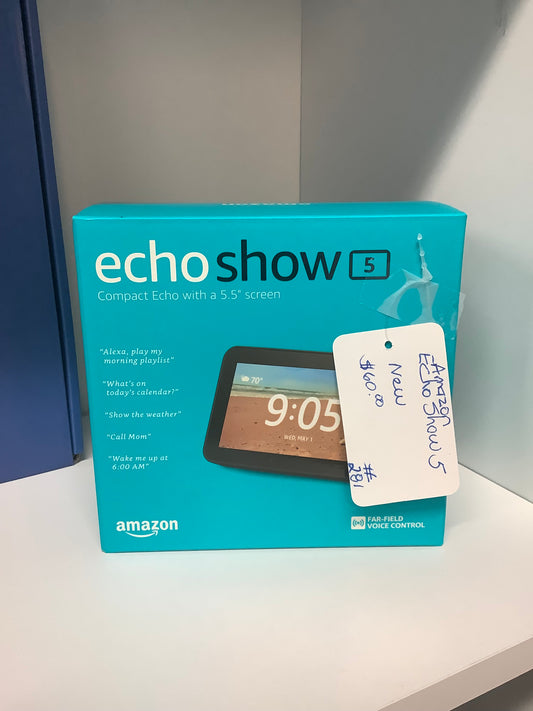 echo show 5
Compact Echo with a 5.5" screen
"Alexa, play my
morning playlist"
"What's on
today's calendar?"
"Show the weather"
"Call Mom"
"Wake me up at
6:00 AM"
70°
9:05
WED, MAY 1
amazon
FAR-FIELD
VOICE CONTROL
Amazon
Echo Show 5
New
$60.00
#
281